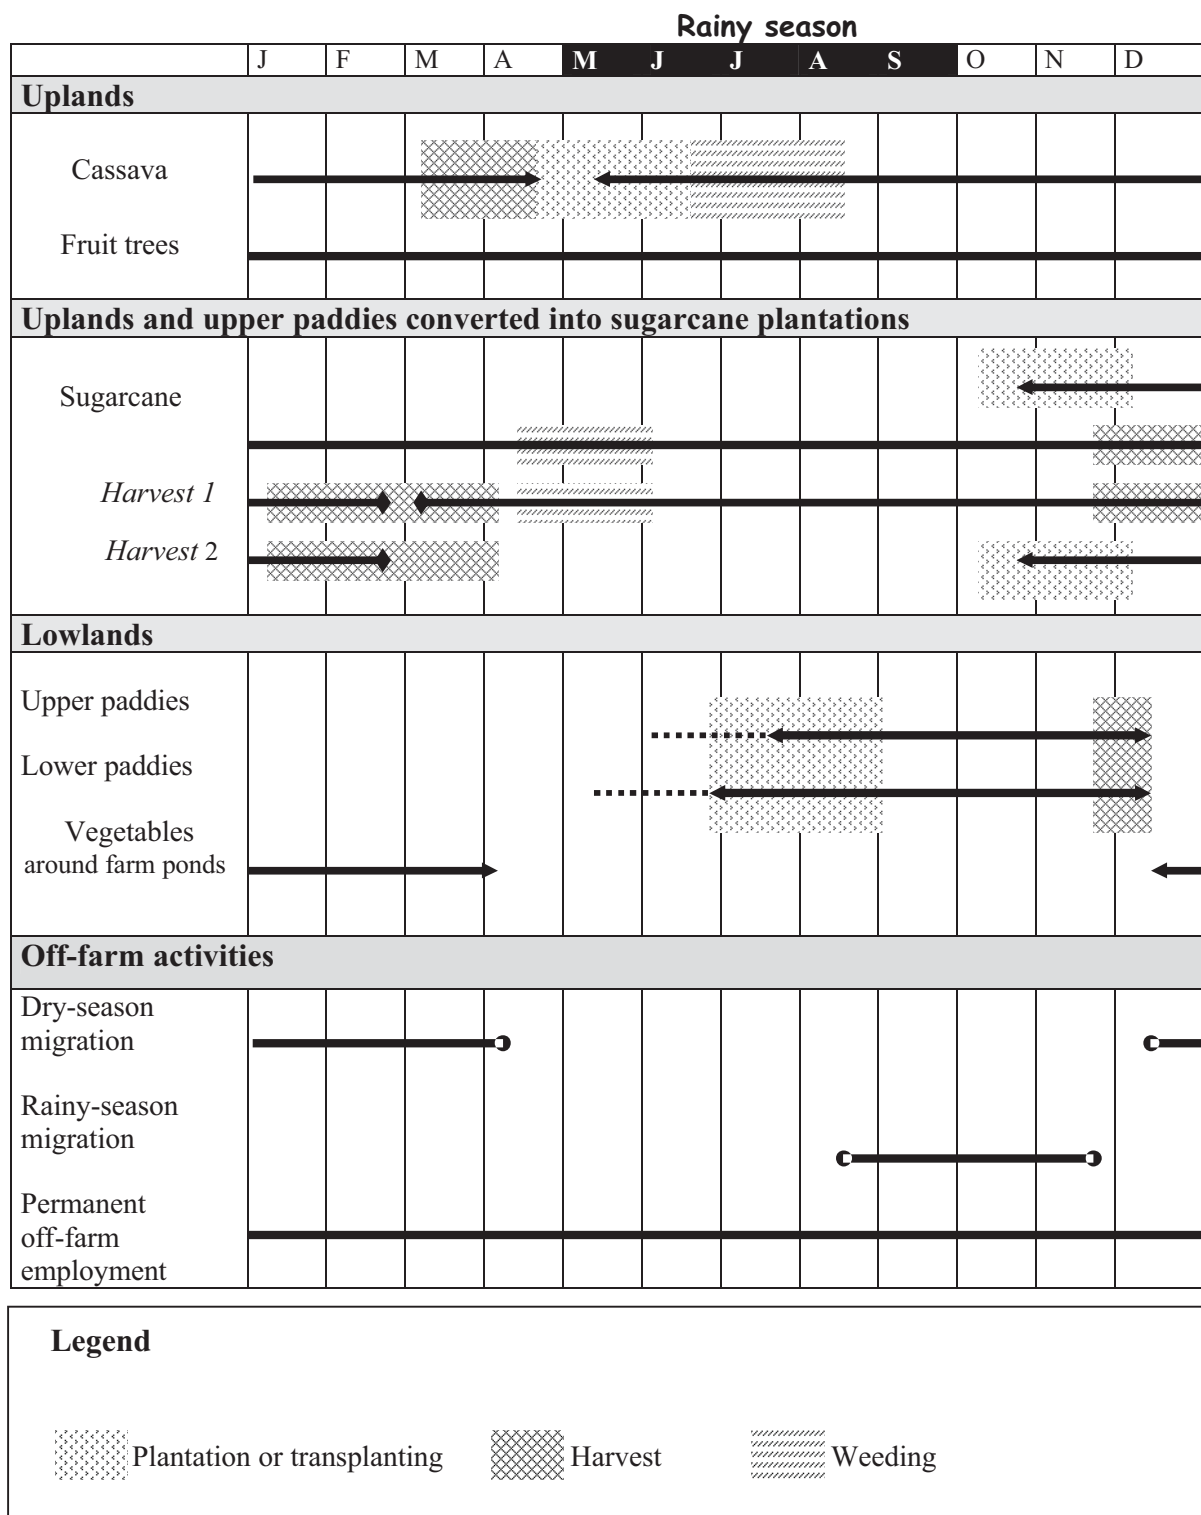 Rainy season
J F M A M J J A S O N D
Uplands
Cassava
Fruit trees
Uplands and upper paddies converted into sugarcane plantations
Sugarcane
Harvest 1
Harvest 2
Lowlands
Upper paddies
Lower paddies
Vegetables
around farm ponds
Off-farm activities
Dry-season
migration
Rainy-season
migration
Permanent
off-farm
employment
Legend
Plantation or transplanting Harvest Weeding